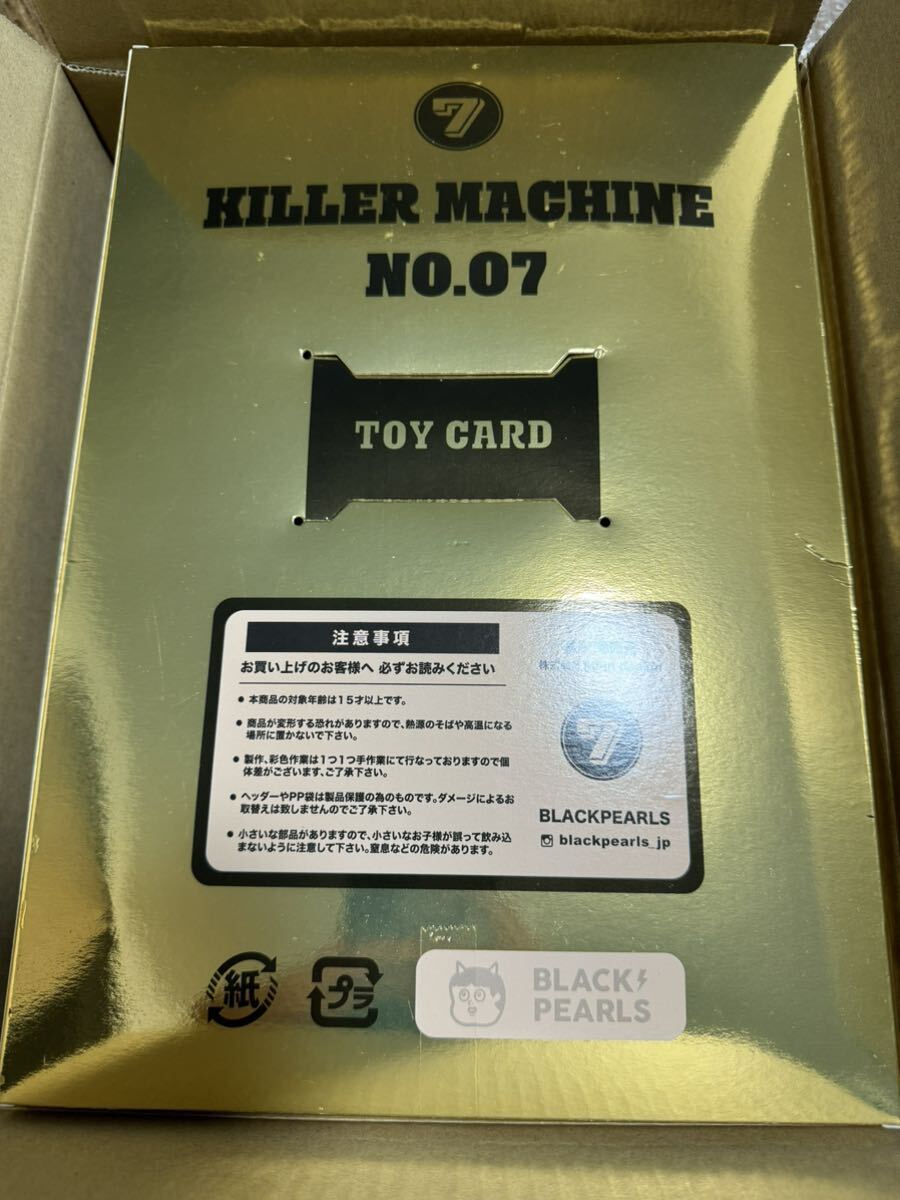 7
KILLER MACHINE
NO.07
TOY CARD
注意事項
お買い上げのお客様へ 必ずお読みください
● 本商品の対象年齢は15才以上です。
● 商品が変形する恐れがありますので、熱源のそばや高温になる
場所に置かないで下さい。
● 製作、彩色作業は1つ1つ手作業にて行なっておりますので個
体差がございます、ご了承下さい。
● ヘッダーやPP袋は製品保護の為のものです。ダメージによるお
取替えは致しませんのでご了承下さい。
● 小さい部品がありますので、小さいなお子様が誤って飲み込
まないように注意して下さい。窒息などの危険があります。
7
BLACKPEARLS
blackpearls_jp
紙
プラ
BLACK
PEARLS